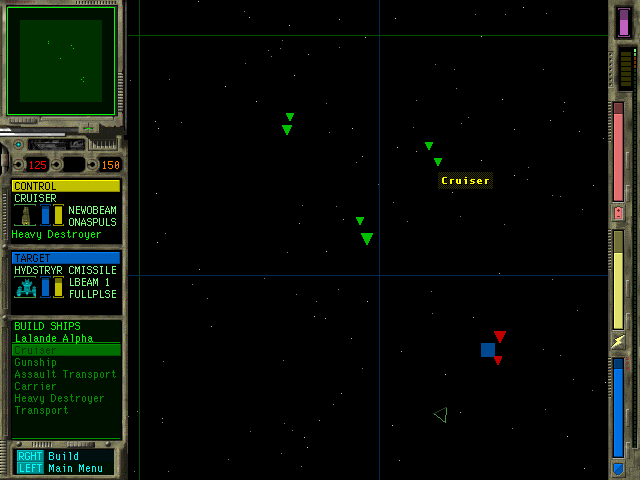 125 150
CONTROL
CRUISER
NEWOBEAM
ONASPULS
Heavy Destroyer
TARGET
HVDSTRYR CMISSILE
LBEAM 1
FULLPLSE
BUILD SHIPS
Lalande Alpha
Cruiser
Gunship
Assault Transport
Carrier
Heavy Destroyer
Transport
RGHT Build
LEFT Main Menu
Cruiser